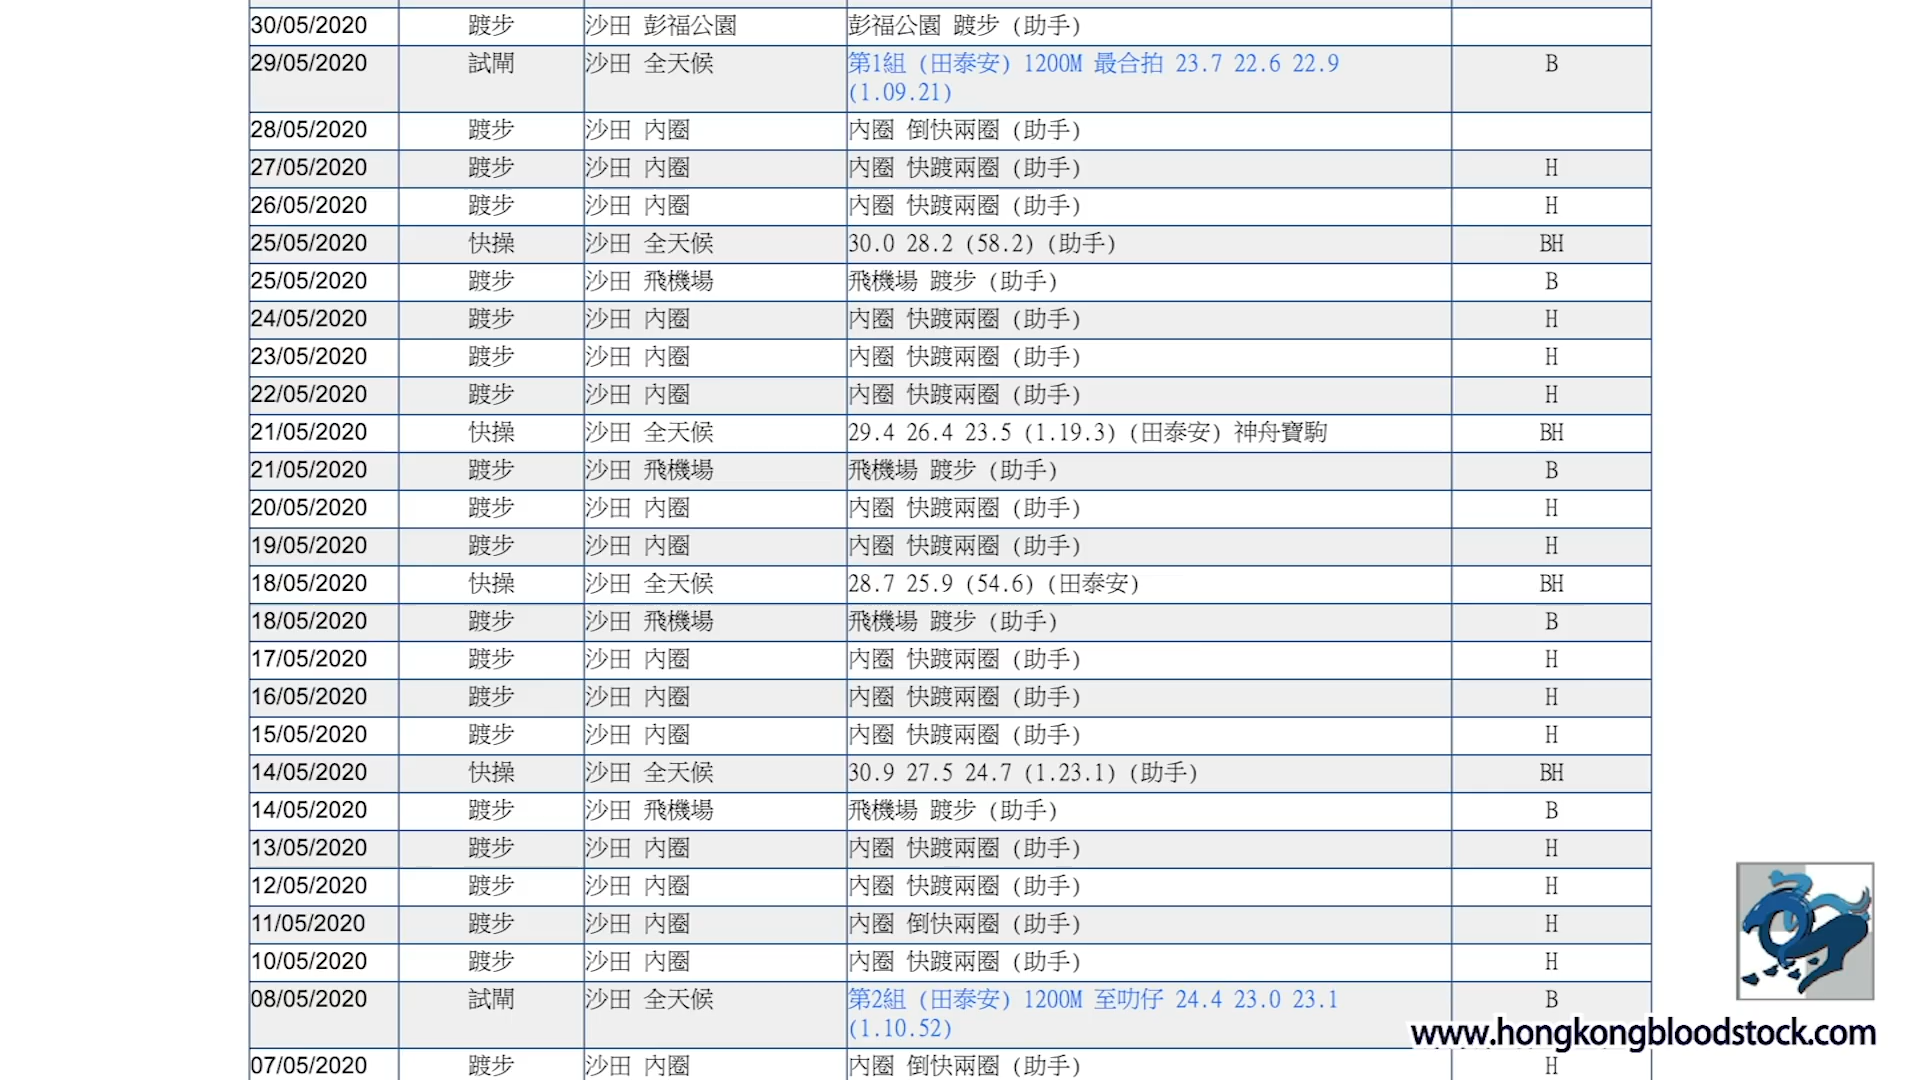 30/05/2020 踱步 沙田 彭福公園 彭福公園 踱步 (助手)
29/05/2020 試閘 沙田 全天候 第1組 (田泰安) 1200M 最合拍 23.7 22.6 22.9 B
(1.09.21)
28/05/2020 踱步 沙田 內圈 內圈 倒快兩圈 (助手)
27/05/2020 踱步 沙田 內圈 內圈 快踱兩圈 (助手) H
26/05/2020 踱步 沙田 內圈 內圈 快踱兩圈 (助手) H
25/05/2020 快操 沙田 全天候 30.0 28.2 (58.2) (助手) BH
25/05/2020 踱步 沙田 飛機場 飛機場 踱步 (助手) B
24/05/2020 踱步 沙田 內圈 內圈 快踱兩圈 (助手) H
23/05/2020 踱步 沙田 內圈 內圈 快踱兩圈 (助手) H
22/05/2020 踱步 沙田 內圈 內圈 快踱兩圈 (助手) H
21/05/2020 快操 沙田 全天候 29.4 26.4 23.5 (1.19.3) (田泰安) 神舟寶駒 BH
21/05/2020 踱步 沙田 飛機場 飛機場 踱步 (助手) B
20/05/2020 踱步 沙田 內圈 內圈 快踱兩圈 (助手) H
19/05/2020 踱步 沙田 內圈 內圈 快踱兩圈 (助手) H
18/05/2020 快操 沙田 全天候 28.7 25.9 (54.6) (田泰安) BH
18/05/2020 踱步 沙田 飛機場 飛機場 踱步 (助手) B
17/05/2020 踱步 沙田 內圈 內圈 快踱兩圈 (助手) H
16/05/2020 踱步 沙田 內圈 內圈 快踱兩圈 (助手) H
15/05/2020 踱步 沙田 內圈 內圈 快踱兩圈 (助手) H
14/05/2020 快操 沙田 全天候 30.9 27.5 24.7 (1.23.1) (助手) BH
14/05/2020 踱步 沙田 飛機場 飛機場 踱步 (助手) B
13/05/2020 踱步 沙田 內圈 內圈 快踱兩圈 (助手) H
12/05/2020 踱步 沙田 內圈 內圈 快踱兩圈 (助手) H
11/05/2020 踱步 沙田 內圈 內圈 倒快兩圈 (助手) H
10/05/2020 踱步 沙田 內圈 內圈 快踱兩圈 (助手) H
08/05/2020 試閘 沙田 全天候 第2組 (田泰安) 1200M 至叻仔 24.4 23.0 23.1 B
(1.10.52)
07/05/2020 踱步 沙田 內圈 內圈 倒快兩圈 (助手) H
www.hongkongbloodstock.com